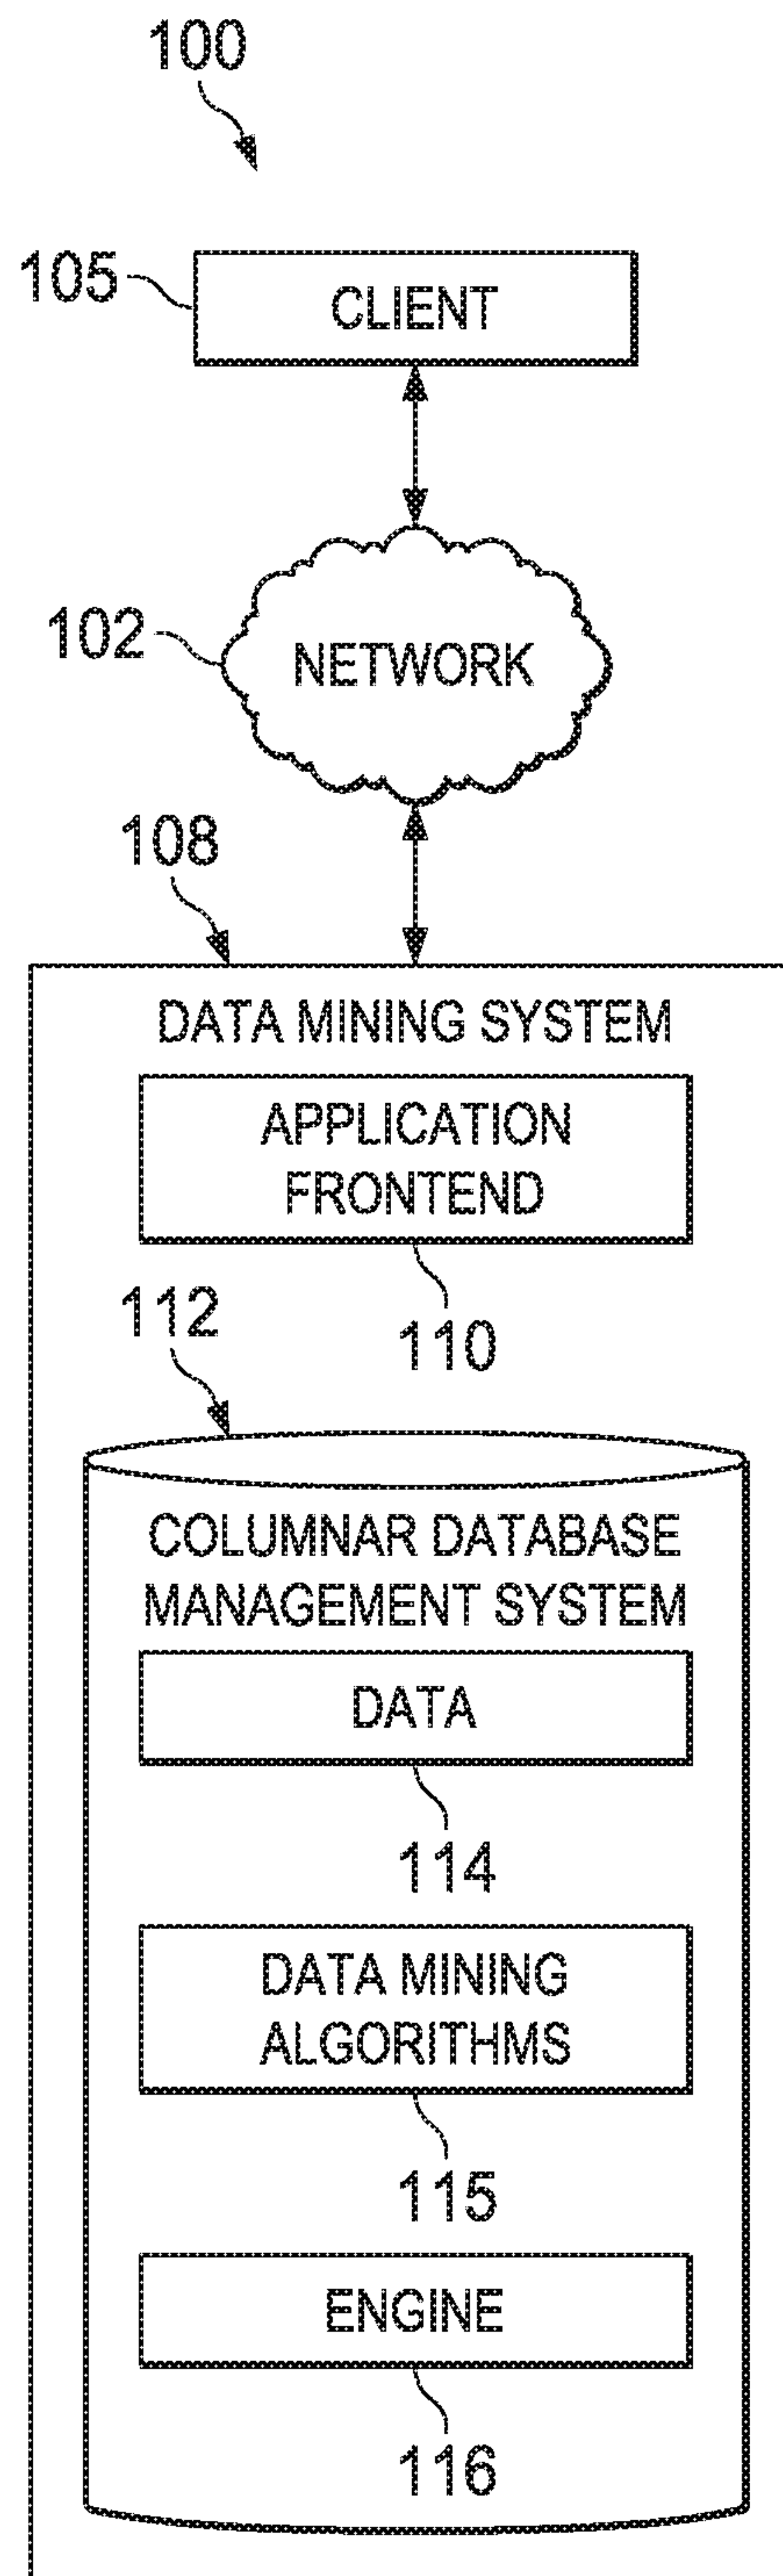 100
105
CLIENT
102
NETWORK
108
DATA MINING SYSTEM
APPLICATION
FRONTEND
110
112
COLUMNAR DATABASE
MANAGEMENT SYSTEM
DATA
114
DATA MINING
ALGORITHMS
115
ENGINE
116